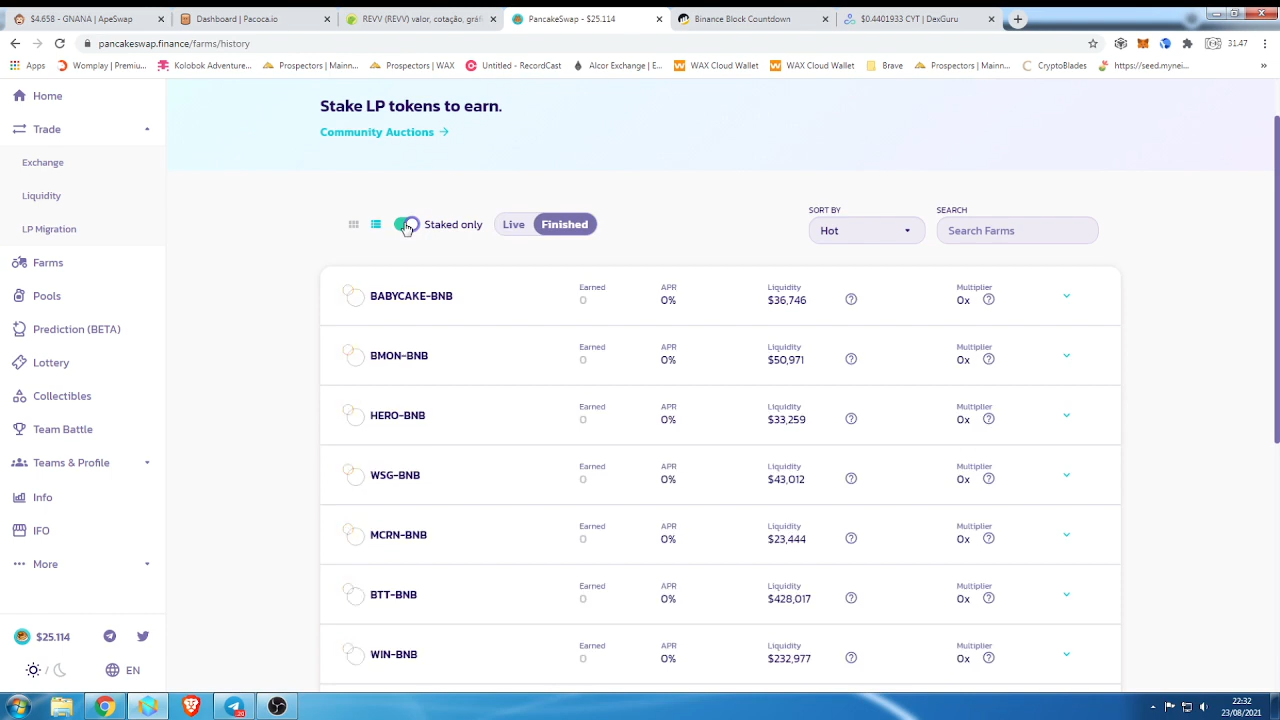 $4.658 - GNANA | ApeSwap
Dashboard | Pacoca.io
REVV (REVV) valor, cotação, gráf
PancakeSwap - $25.114
Binance Block Countdown
$0.4401933 CYT | DexGuru
pancakeswap.finance/farms/history
31.47
Apps
Womplay | Premiu...
Kolobok Adventure...
Prospectors | Mainn...
Prospectors | WAX
Untitled - RecordCast
Alcor Exchange | E...
WAX Cloud Wallet
WAX Cloud Wallet
Brave
Prospectors | Mainn...
CryptoBlades
https://seed.mynei...
»
Home
Trade
Exchange
Liquidity
LP Migration
Farms
Pools
Prediction (BETA)
Lottery
Collectibles
Team Battle
Teams & Profile
Info
IFO
More
$25.114
/
EN
Stake LP tokens to earn.
Community Auctions
Staked only
Live
Finished
SORT BY
Hot
SEARCH
Search Farms
BABYCAKE-BNB
Earned
0
APR
0%
Liquidity
$36,746
Multiplier
0x
BMON-BNB
Earned
0
APR
0%
Liquidity
$50,971
Multiplier
0x
HERO-BNB
Earned
0
APR
0%
Liquidity
$33,259
Multiplier
0x
WSG-BNB
Earned
0
APR
0%
Liquidity
$43,012
Multiplier
0x
MCRN-BNB
Earned
0
APR
0%
Liquidity
$23,444
Multiplier
0x
BTT-BNB
Earned
0
APR
0%
Liquidity
$428,017
Multiplier
0x
WIN-BNB
Earned
0
APR
0%
Liquidity
$232,977
Multiplier
0x
22:32
23/08/2021